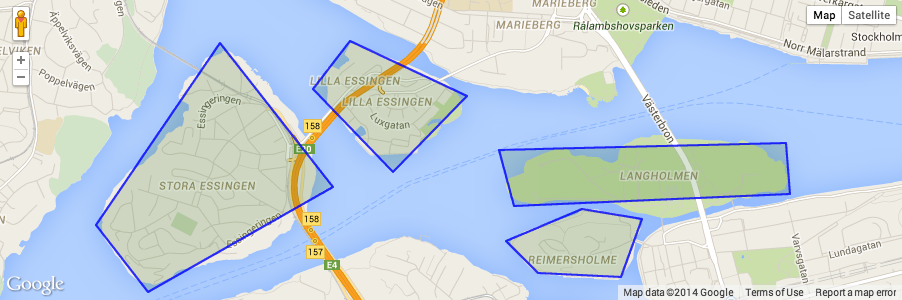 Äppelviksvägen
PELVIKEN
Poppelvägen
Essingeringen
STORA ESSINGEN
Essingeringen
158
E20
158
157
E4
LILLA ESSINGEN
LILLA ESSINGEN
Luxgatan
MARIEBERG
MARIEBERG
Rålambshovsparken
Norr Mälarstrand
Stockholm
Map
Satellite
Västerbron
LANGHOLMEN
REIMERSHOLME
Varvsgatan
Lundagatan
Google
Map data ©2014 Google
Terms of Use
Report a map error